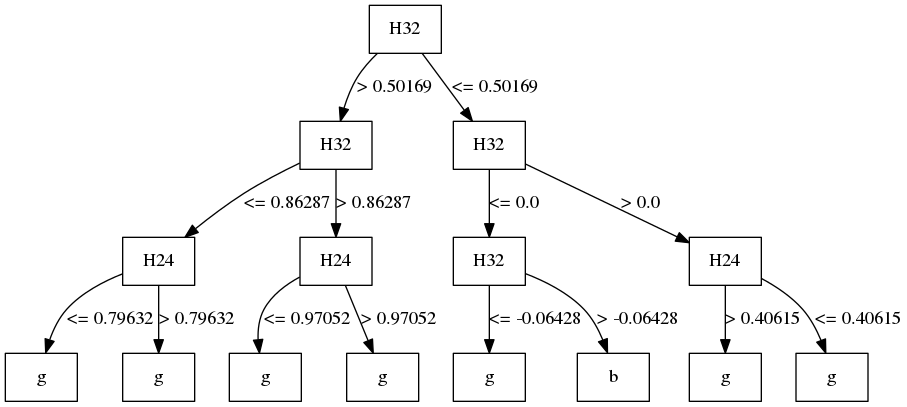 H32
> 0.50169
<= 0.50169
H32
H32
<= 0.86287
> 0.86287
<= 0.0
> 0.0
H24
H24
H32
H24
<= 0.79632
> 0.79632
<= 0.97052
> 0.97052
<= -0.06428
> -0.06428
> 0.40615
<= 0.40615
g
g
g
g
g
b
g
g